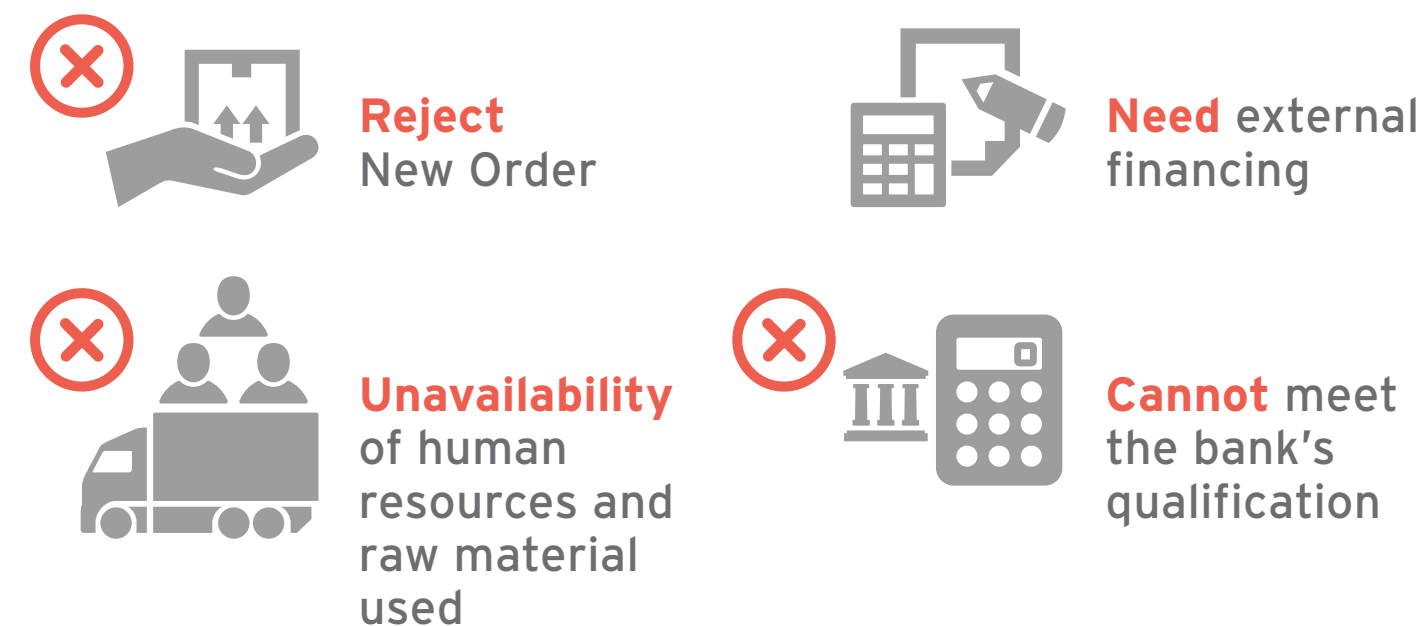 Reject
New Order
Need external
financing
Unavailability
of human
resources and
raw material
used
Cannot meet
the bank's
qualification